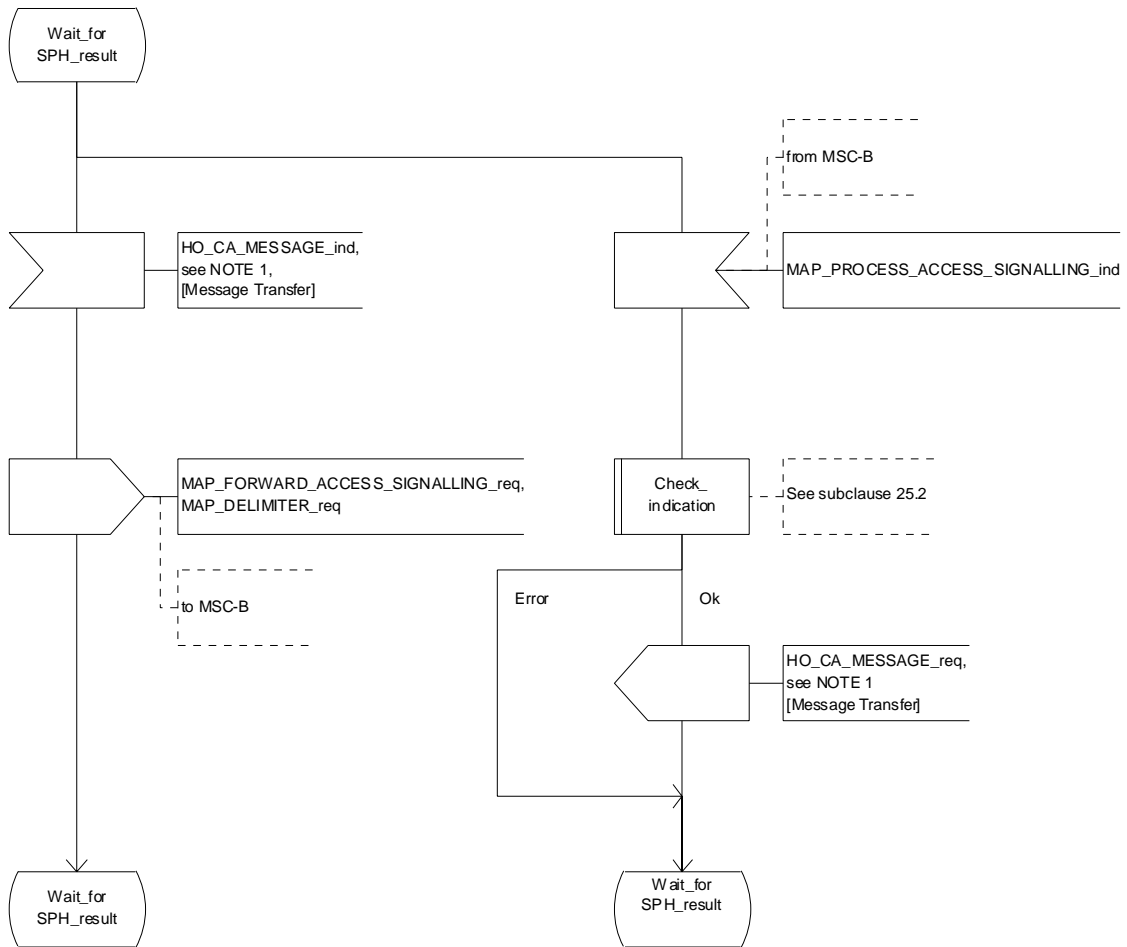 Wait_for
SPH_result
from MSC-B
HO_CA_MESSAGE_ind,
see NOTE 1,
[Message Transfer]
MAP_PROCESS_ACCESS_SIGNALLING_ind
MAP_FORWARD_ACCESS_SIGNALLING_req,
MAP_DELIMITER_req
Check_
indication
See subclause 25.2
to MSC-B
Error
Ok
HO_CA_MESSAGE_req,
see NOTE 1
[Message Transfer]
Wait_for
SPH_result
Wait_for
SPH_result